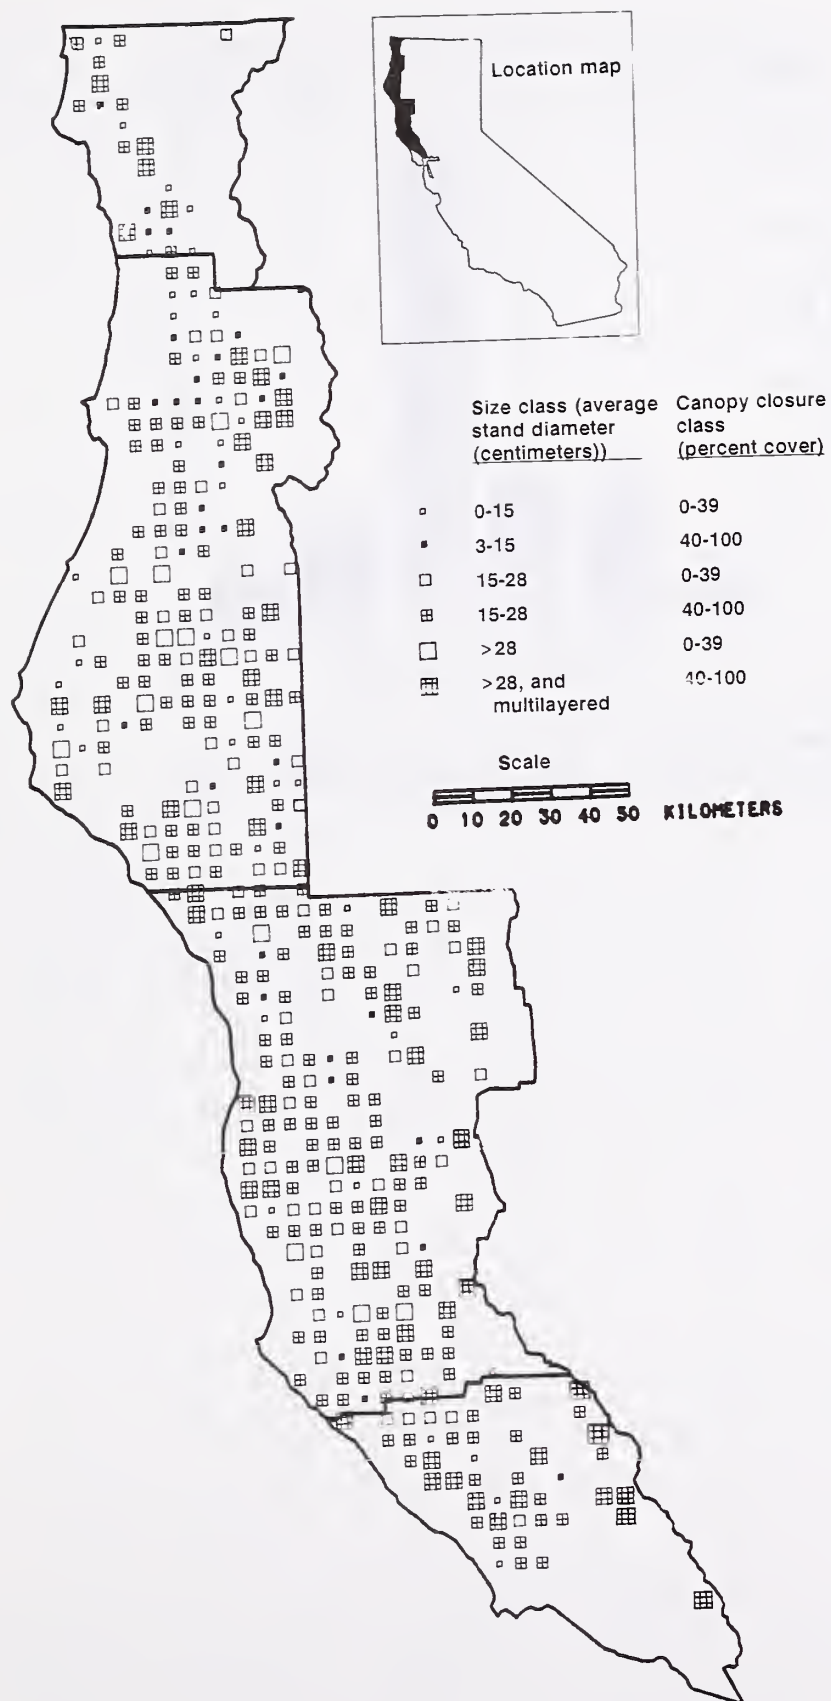 Location map
Size class (average
stand diameter
(centimeters))
Canopy closure
class
(percent cover)
0-15 0-39
3-15 40-100
15-28 0-39
15-28 40-100
>28 0-39
>28, and 40-100
multilayered
Scale
0 10 20 30 40 50 KILOMETERS